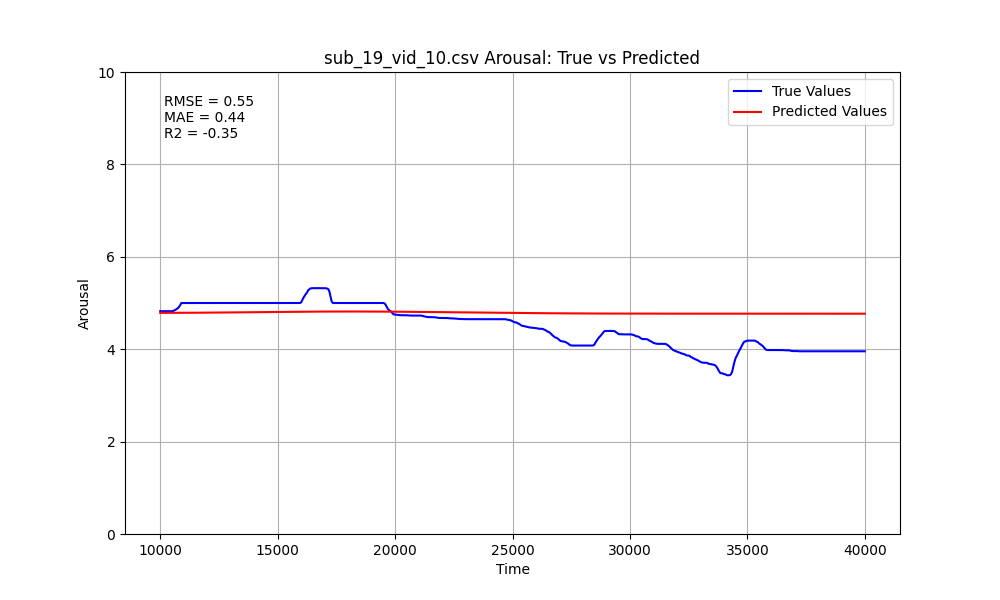 sub_19_vid_10.csv Arousal: True vs Predicted
RMSE = 0.55
MAE = 0.44
R2 = -0.35
True Values
Predicted Values
Arousal
10
8
6
4
2
0
10000 15000 20000 25000 30000 35000 40000
Time